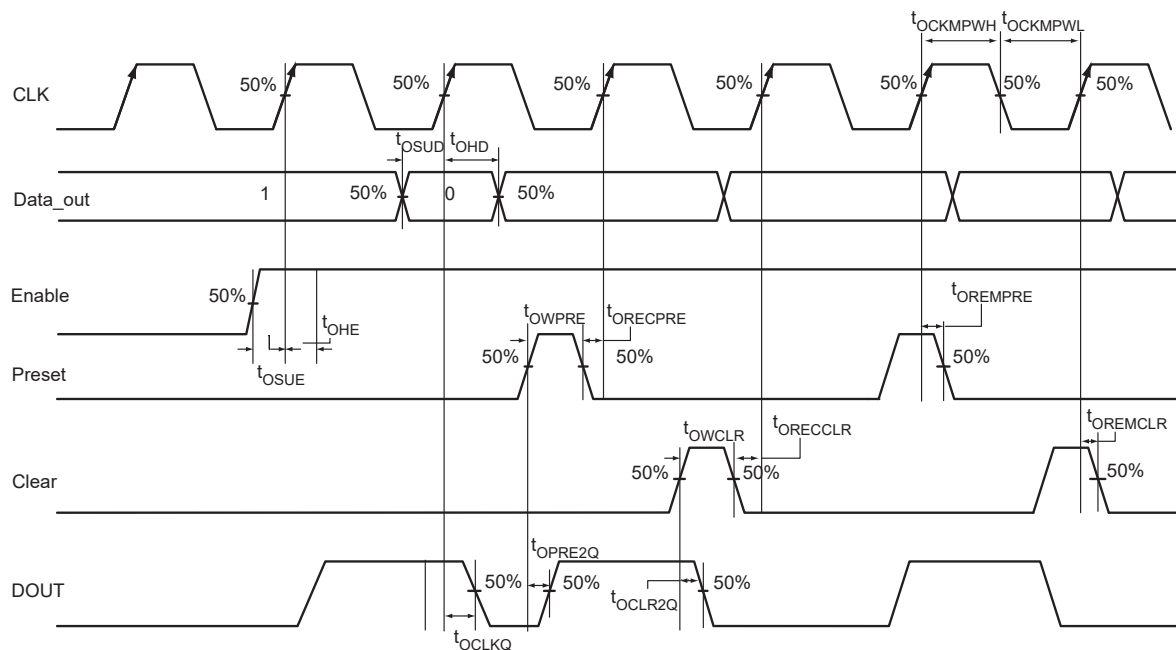 tOCKMPWH tOCKMPWL
CLK 50% 50% 50% 50% 50% 50% 50%
tOSUD tOHD
Data_out 1 50% 0 50%
Enable 50%
tOHE tOWPRE tORECPRE tOREMPRE
tOSUE
Preset 50% 50% 50%
tOWCLR tORECCLR tOREMCLR
Clear 50% 50% 50%
tOPRE2Q
DOUT 50% 50% 50%
tOCLR2Q
tOCLKQ